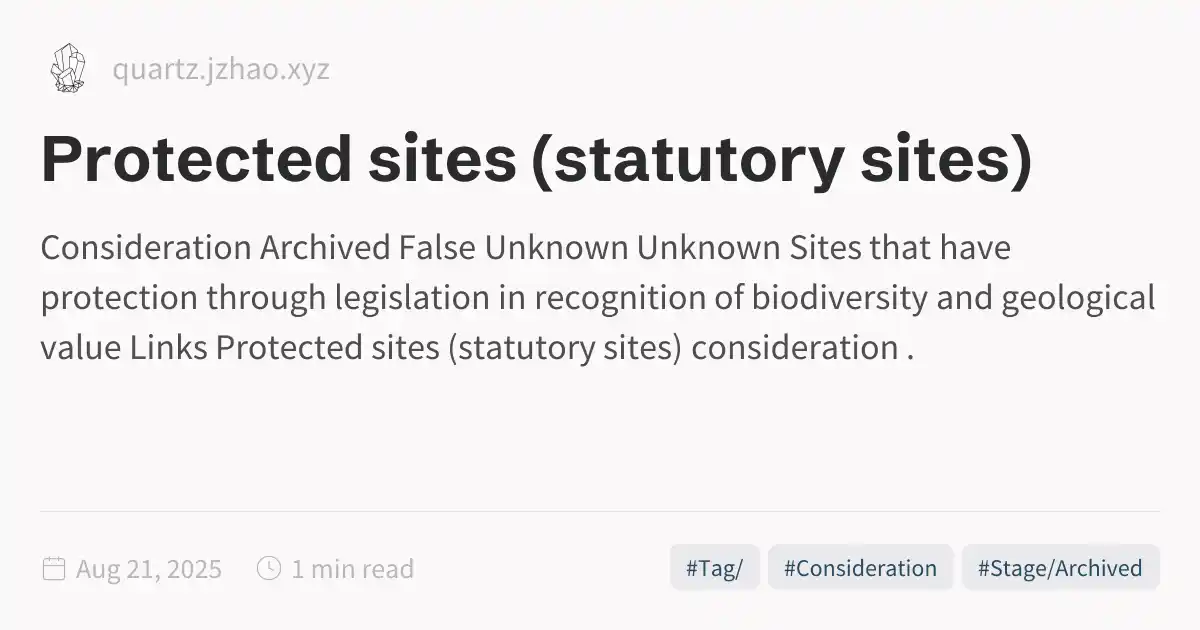 quartz.jzhao.xyz
Protected sites (statutory sites)
Consideration Archived False Unknown Unknown Sites that have
protection through legislation in recognition of biodiversity and geological
value Links Protected sites (statutory sites) consideration .
Aug 21, 2025 1 min read #Tag/ #Consideration #Stage/Archived